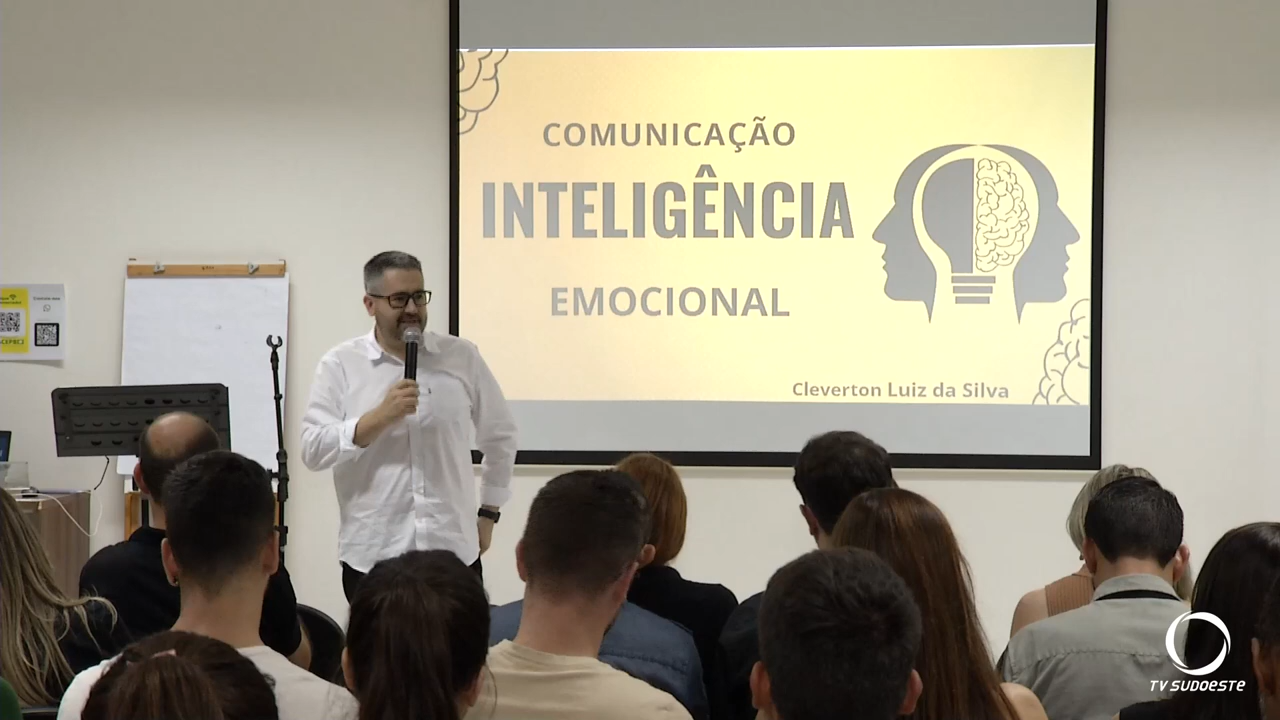 COMUNICAÇÃO
INTELIGÊNCIA
EMOCIONAL
Cleverton Luiz da Silva
TV SUDOESTE